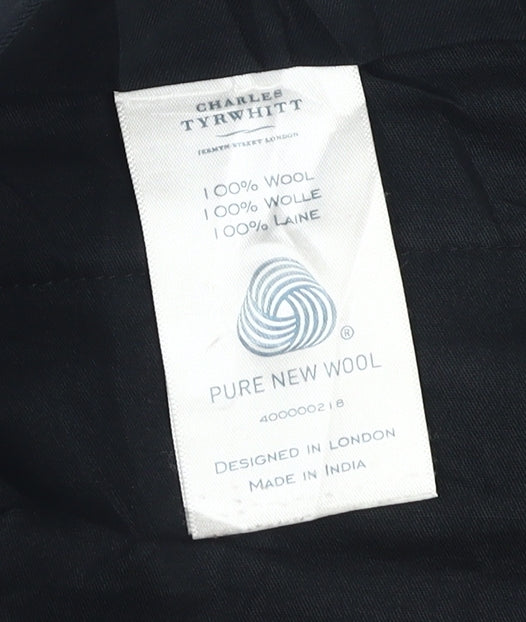 CHARLES
TYRWHITT
JERMYN STREET LONDON
100% WOOL
100% WOLLE
100% LAINE
®
PURE NEW WOOL
400000218
DESIGNED IN LONDON
MADE IN INDIA